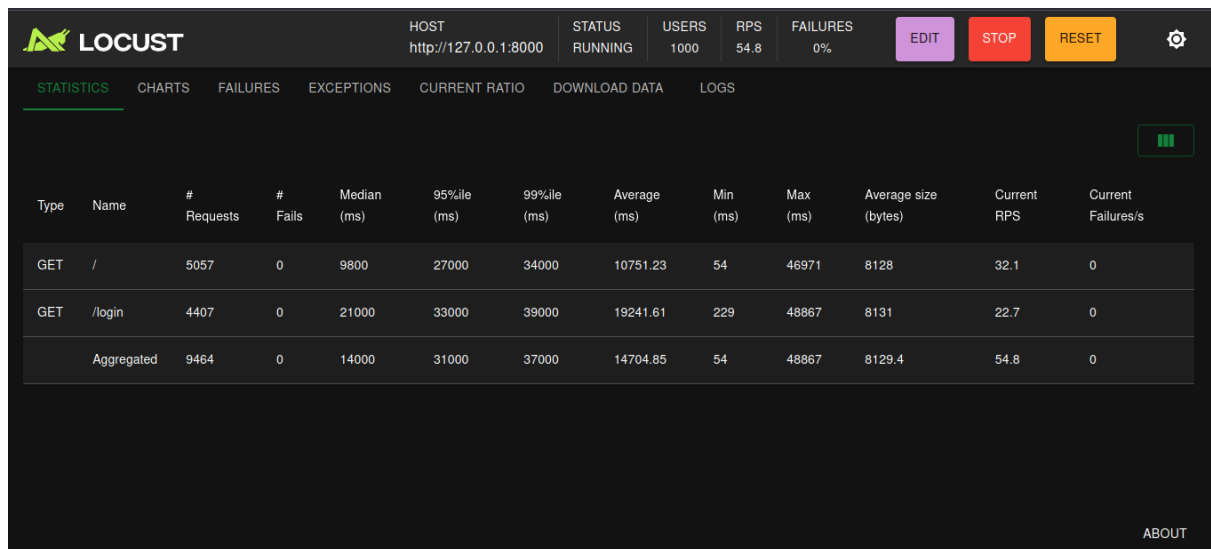 LOCUST
HOST
http://127.0.0.1:8000
STATUS
RUNNING
USERS
1000
RPS
54.8
FAILURES
0%
EDIT
STOP
RESET
STATISTICS CHARTS FAILURES EXCEPTIONS CURRENT RATIO DOWNLOAD DATA LOGS
Type Name # Requests # Fails Median (ms) 95%ile (ms) 99%ile (ms) Average (ms) Min (ms) Max (ms) Average size (bytes) Current RPS Current Failures/s
GET / 5057 0 9800 27000 34000 10751.23 54 46971 8128 32.1 0
GET /login 4407 0 21000 33000 39000 19241.61 229 48867 8131 22.7 0
Aggregated 9464 0 14000 31000 37000 14704.85 54 48867 8129.4 54.8 0
ABOUT